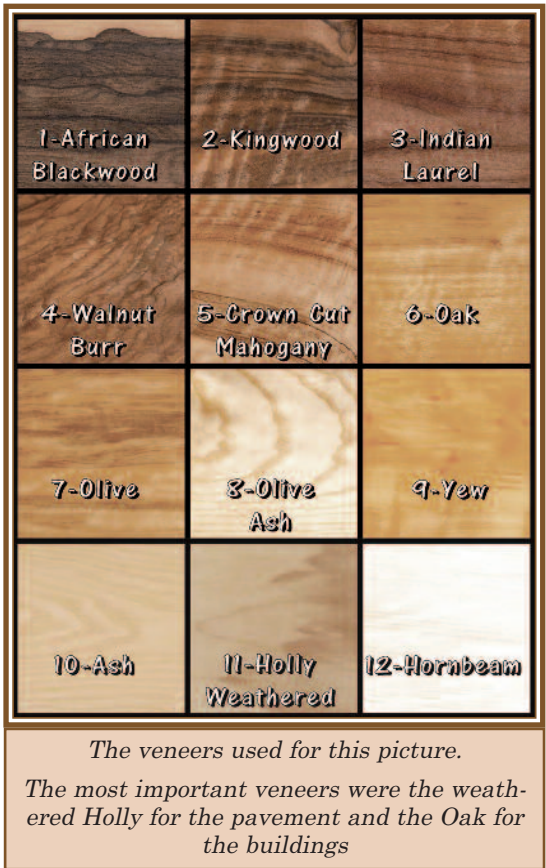 1-African
Blackwood
2-Kingwood
3-Indian
Laurel
4-Walnut
Burr
5-Crown Cut
Mahogany
6-Oak
7-Olive
8-Olive
Ash
9-Yew
10-Ash
11-Holly
Weathered
12-Hornbeam
The veneers used for this picture.
The most important veneers were the weath-
ered Holly for the pavement and the Oak for
the buildings